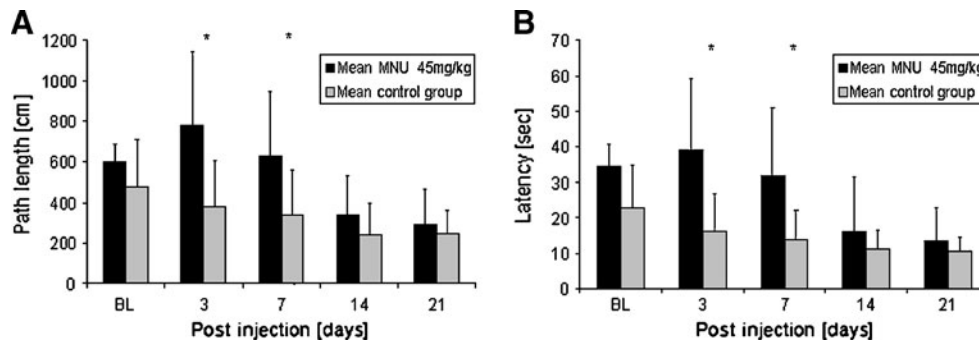 A
1200
1000
800
600
400
200
0
Path length [cm]
* *
Mean MNU 45mg/kg
Mean control group
BL 3 7 14 21
Post injection [days]
B
70
60
50
40
30
20
10
0
Latency [sec]
* *
Mean MNU 45mg/kg
Mean control group
BL 3 7 14 21
Post injection [days]